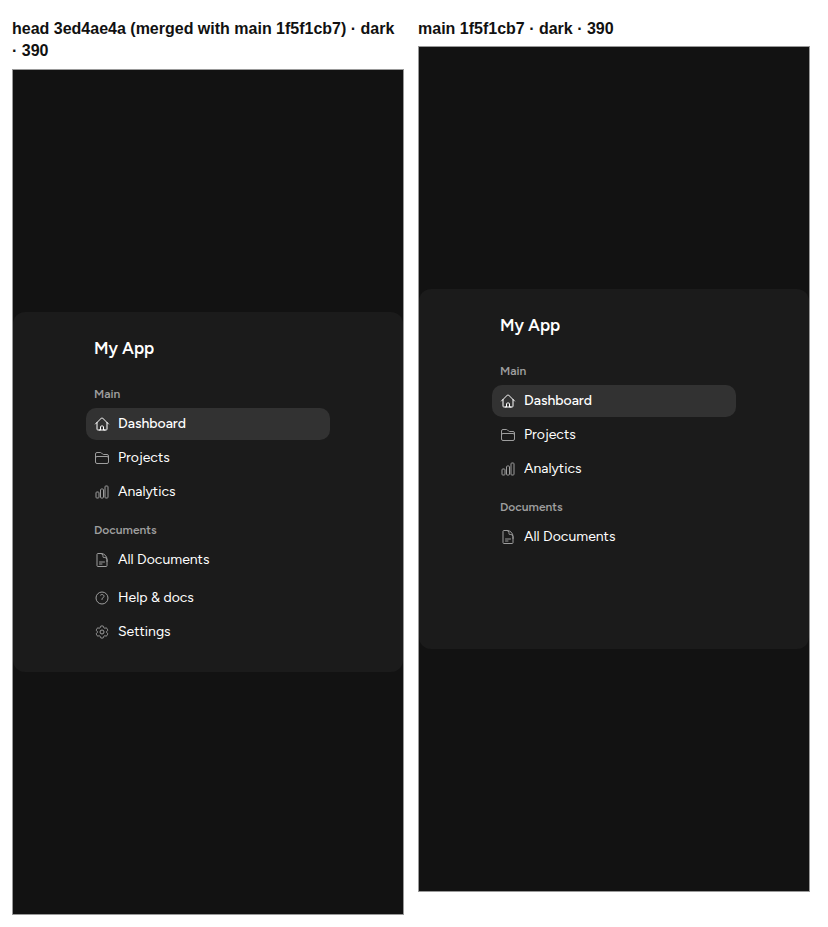 head 3ed4ae4a (merged with main 1f5f1cb7) · dark
· 390
My App
Main
Dashboard
Projects
Analytics
Documents
All Documents
Help & docs
Settings
main 1f5f1cb7 · dark · 390
My App
Main
Dashboard
Projects
Analytics
Documents
All Documents